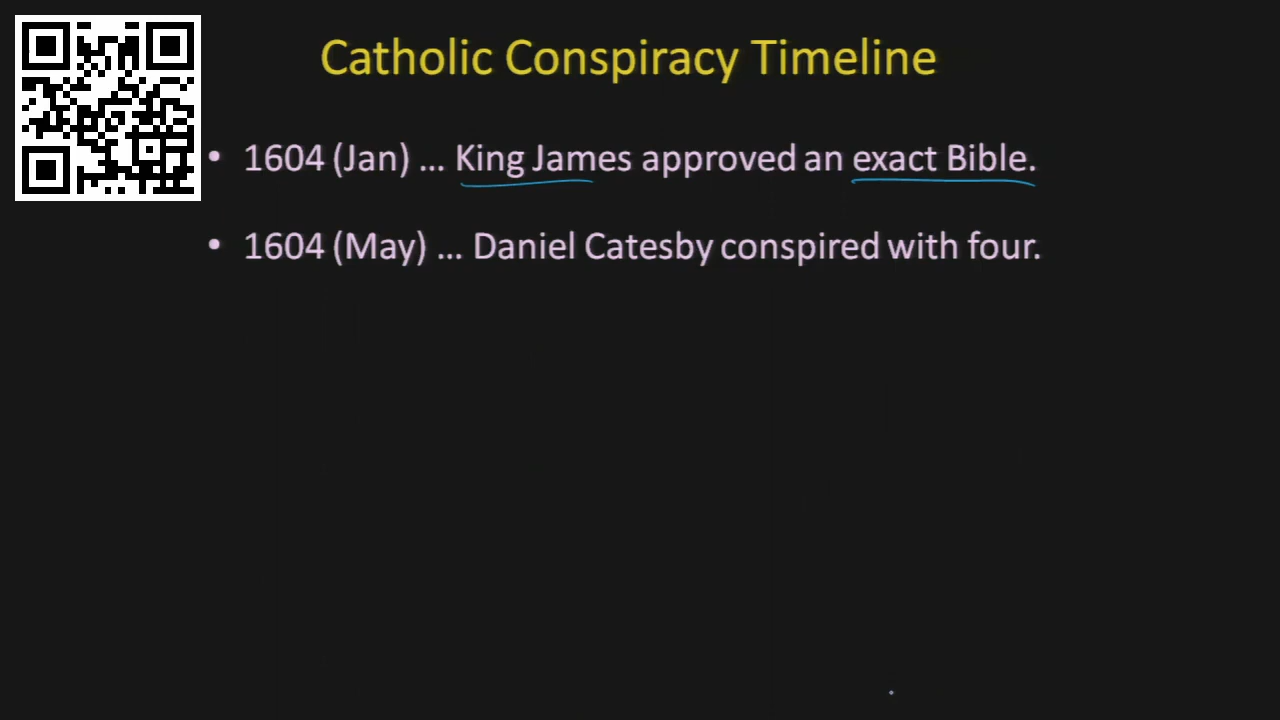 Catholic Conspiracy Timeline
• 1604 (Jan) ... King James approved an exact Bible.
• 1604 (May) ... Daniel Catesby conspired with four.